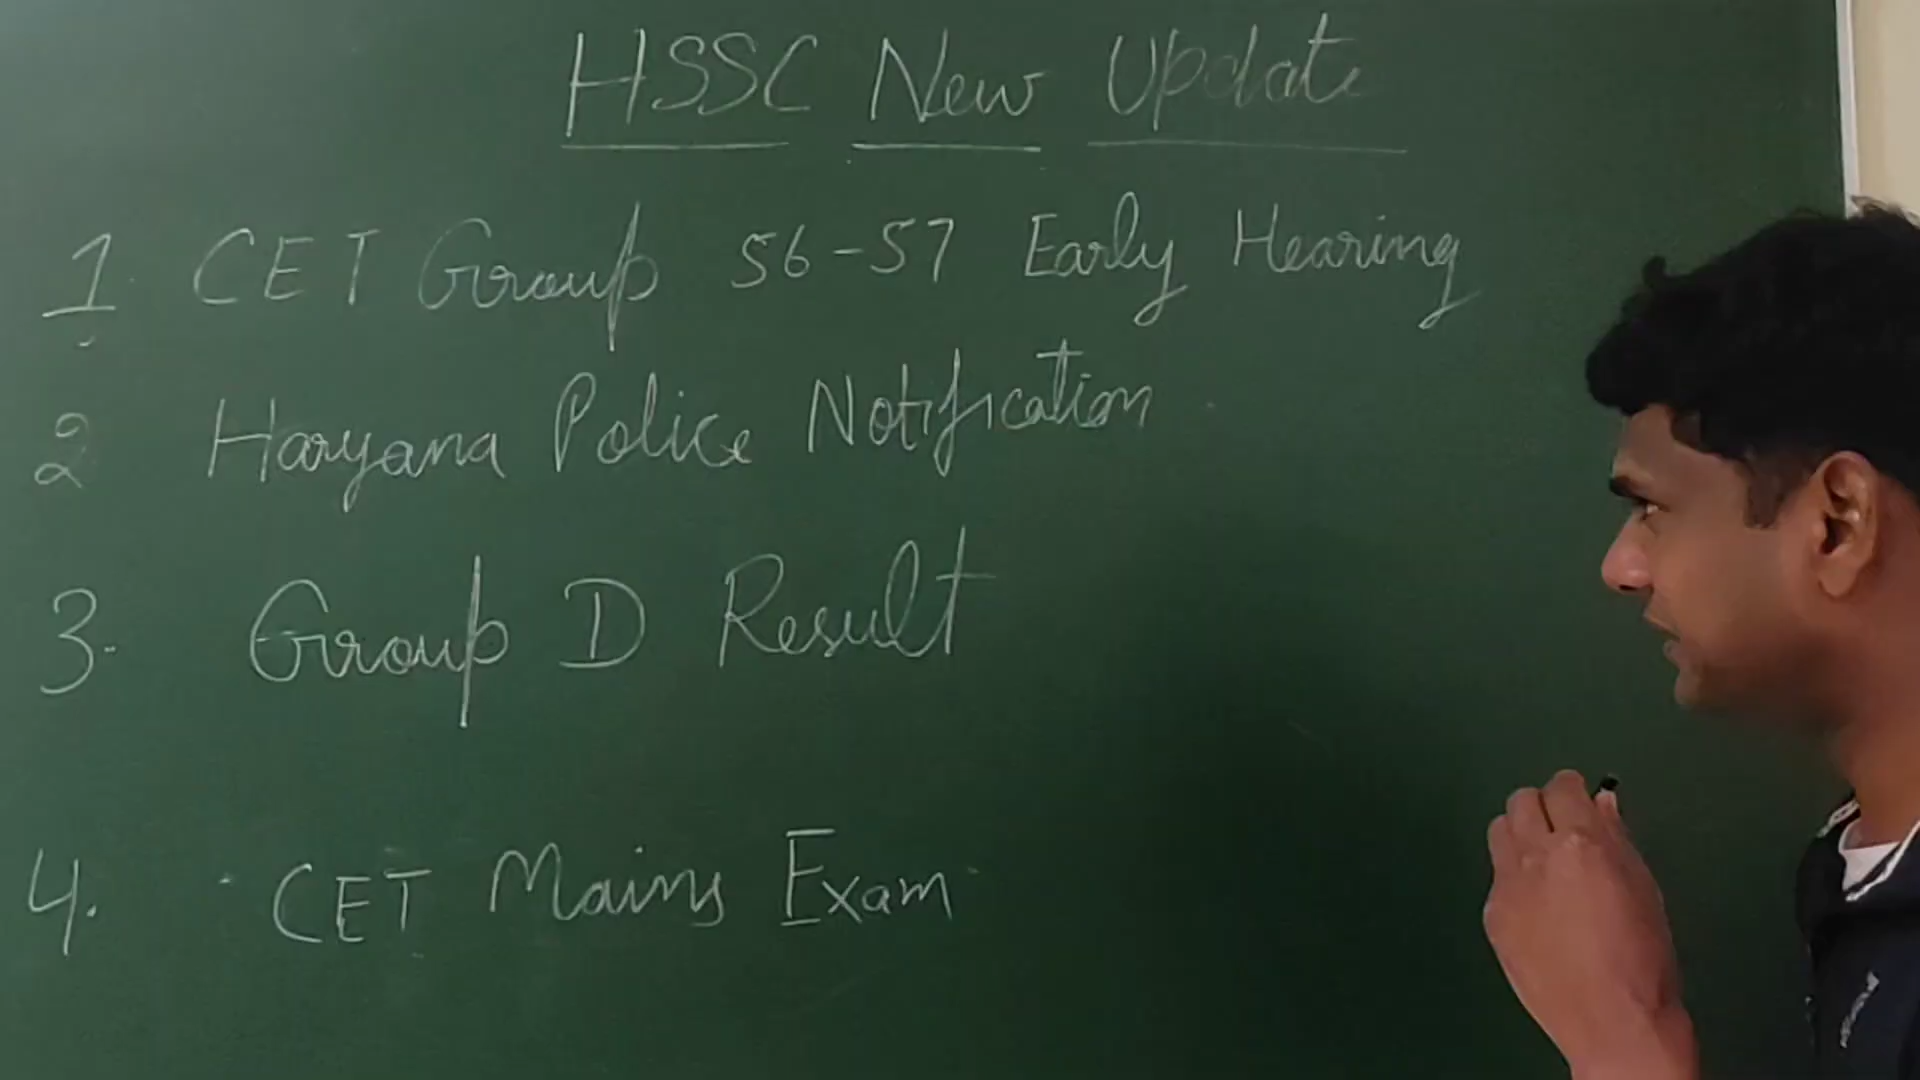 HSSC New Update
1. CET Group 56-57 Early Hearing
2 Haryana Police Notification
3. Group D Result
4. CET Mains Exam